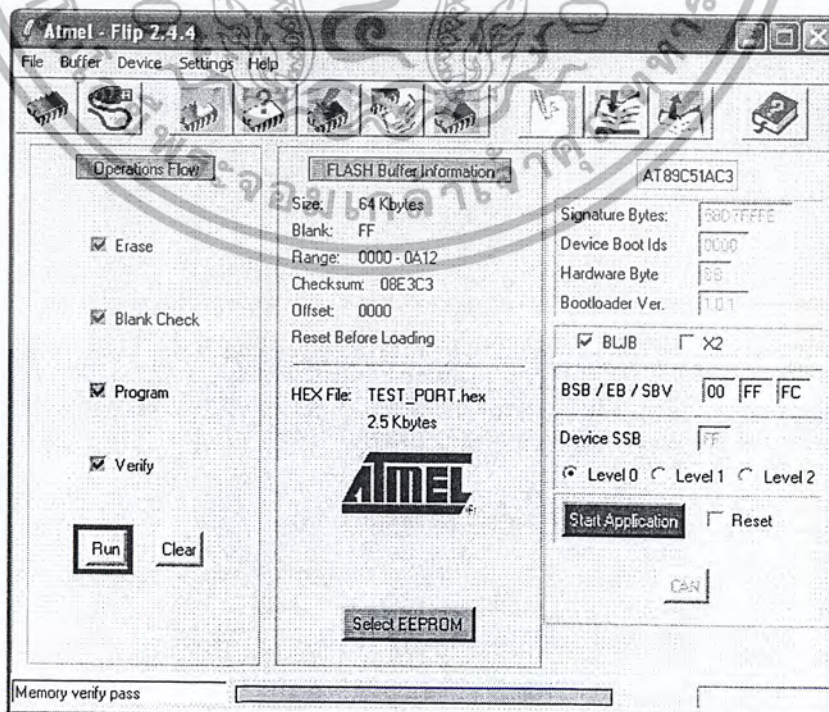 Atmel - Flip 2.4.4
File Buffer Device Settings Help
Operations Flow
Erase
Blank Check
Program
Verify
Run Clear
FLASH Buffer Information
Size: 64 Kbytes
Blank: FF
Range: 0000 - 0A12
Checksum: 08E3C3
Offset: 0000
Reset Before Loading
HEX File: TEST_PORT.hex
2.5 Kbytes
ATMEL
Select EEPROM
AT89C51AC3
Signature Bytes: 58D7FFFE
Device Boot Ids 0000
Hardware Byte BB
Bootloader Ver. 1.0.1
BLJB X2
BSB / EB / SBV 00 FF FC
Device SSB FF
Level 0 Level 1 Level 2
Start Application Reset
CAN
Memory verify pass